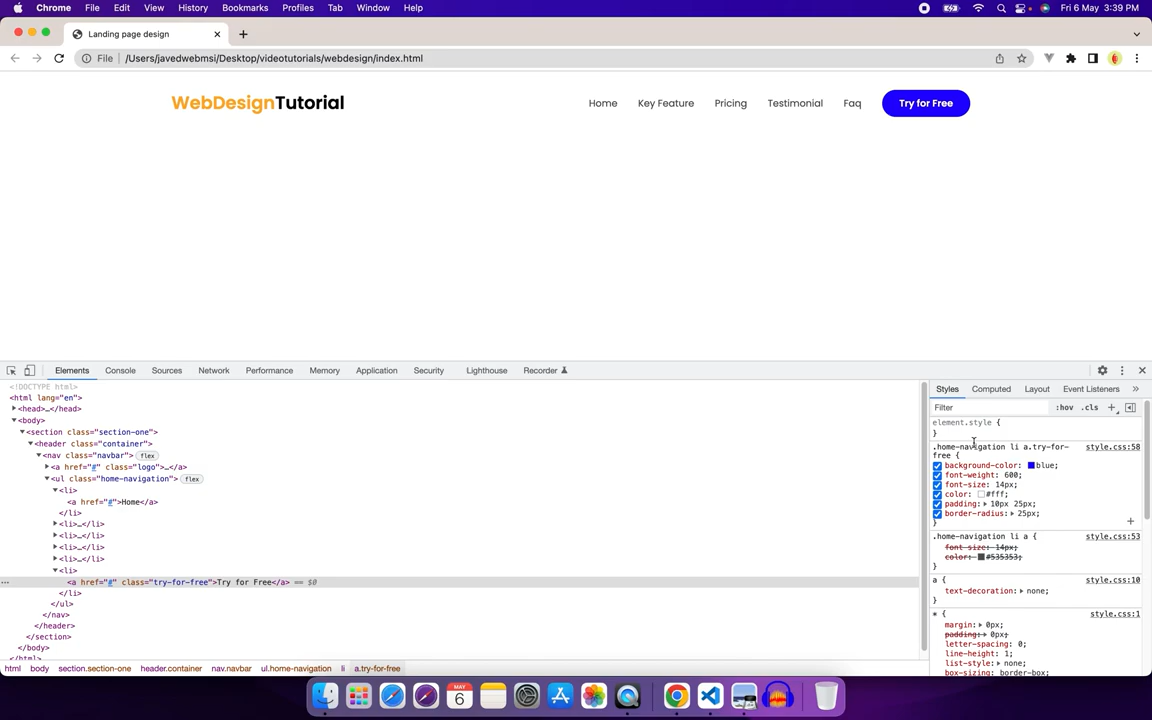 Chrome File Edit View History Bookmarks Profiles Tab Window Help Fri 6 May 3:39 PM
Landing page design
File /Users/javedwebmsi/Desktop/videotutorials/webdesign/index.html
WebDesignTutorial Home Key Feature Pricing Testimonial Faq Try for Free
Elements Console Sources Network Performance Memory Application Security Lighthouse Recorder
<!DOCTYPE html>
<html lang="en">
<head>…</head>
<body>
<section class="section-one">
<header class="container">
<nav class="navbar"> flex
<a href="#" class="logo">…</a>
<ul class="home-navigation"> flex
<li>
<a href="#">Home</a>
</li>
<li>…</li>
<li>…</li>
<li>…</li>
<li>…</li>
<li>
<a href="#" class="try-for-free">Try for Free</a> == $0
</li>
</ul>
</nav>
</header>
</section>
</body>
</html>
html body section.section-one header.container nav.navbar ul.home-navigation li a.try-for-free
Styles Computed Layout Event Listeners »
Filter :hov .cls +
element.style {
}
.home-navigation li a.try-for- style.css:58
free {
background-color: blue;
font-weight: 600;
font-size: 14px;
color: #fff;
padding: 10px 25px;
border-radius: 25px;
}
.home-navigation li a { style.css:53
font-size: 14px;
color: #535353;
}
a { style.css:10
text-decoration: none;
}
* { style.css:1
margin: 0px;
padding: 0px;
letter-spacing: 0;
line-height: 1;
list-style: none;
box-sizing: border-box;
MAY
6